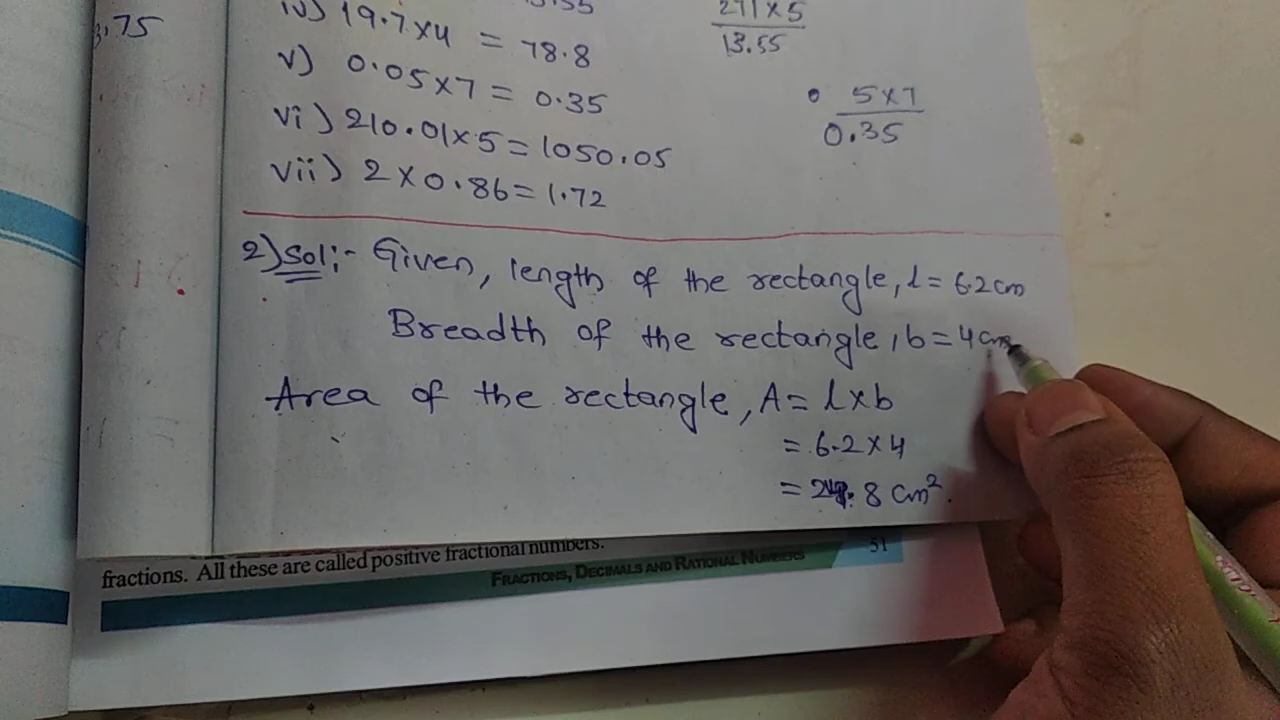 3.75
iv) 19.7×4 = 78.8
271×5
13.55
v) 0.05×7 = 0.35
5×7
0.35
vi) 210.01×5 = 1050.05
vii) 2×0.86 = 1.72
2) Sol:- Given, length of the rectangle, l = 6.2cm
Breadth of the rectangle, b = 4cm
Area of the rectangle, A = l×b
= 6.2×4
= 24.8 cm².
fractions. All these are called positive fractional numbers.
FRACTIONS, DECIMALS AND RATIONAL NUMBERS 51